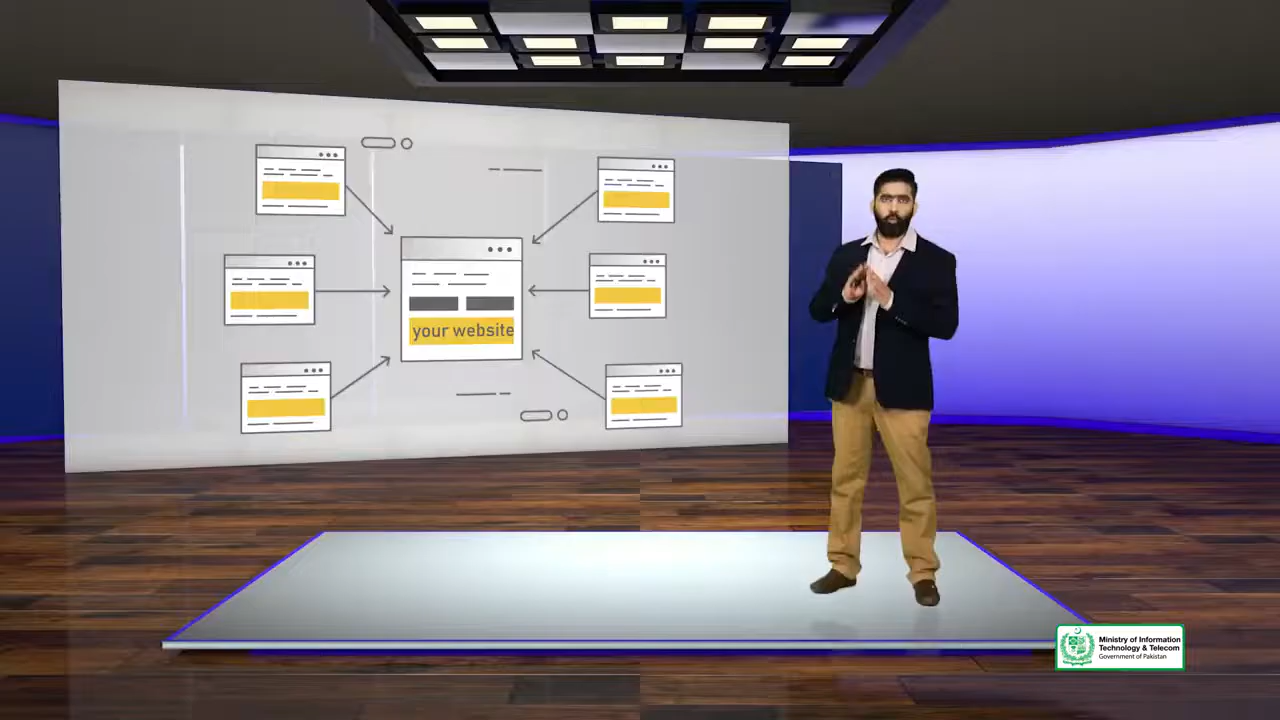 your website
Ministry of Information
Technology & Telecom
Government of Pakistan